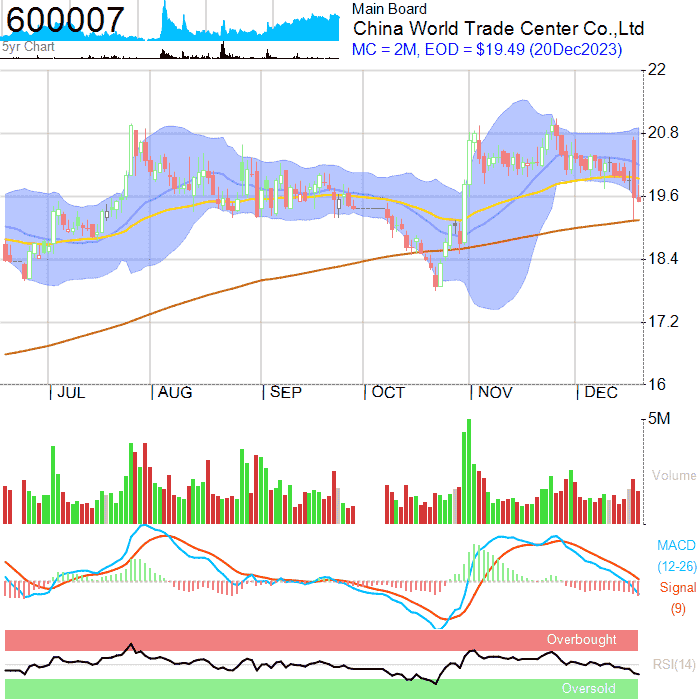 600007
5yr Chart
Main Board
China World Trade Center Co.,Ltd
MC = 2M, EOD = $19.49 (20Dec2023)
22
20.8
19.6
18.4
17.2
16
JUL AUG SEP OCT NOV DEC
5M
Volume
MACD
(12-26)
Signal
(9)
Overbought
RSI(14)
Oversold